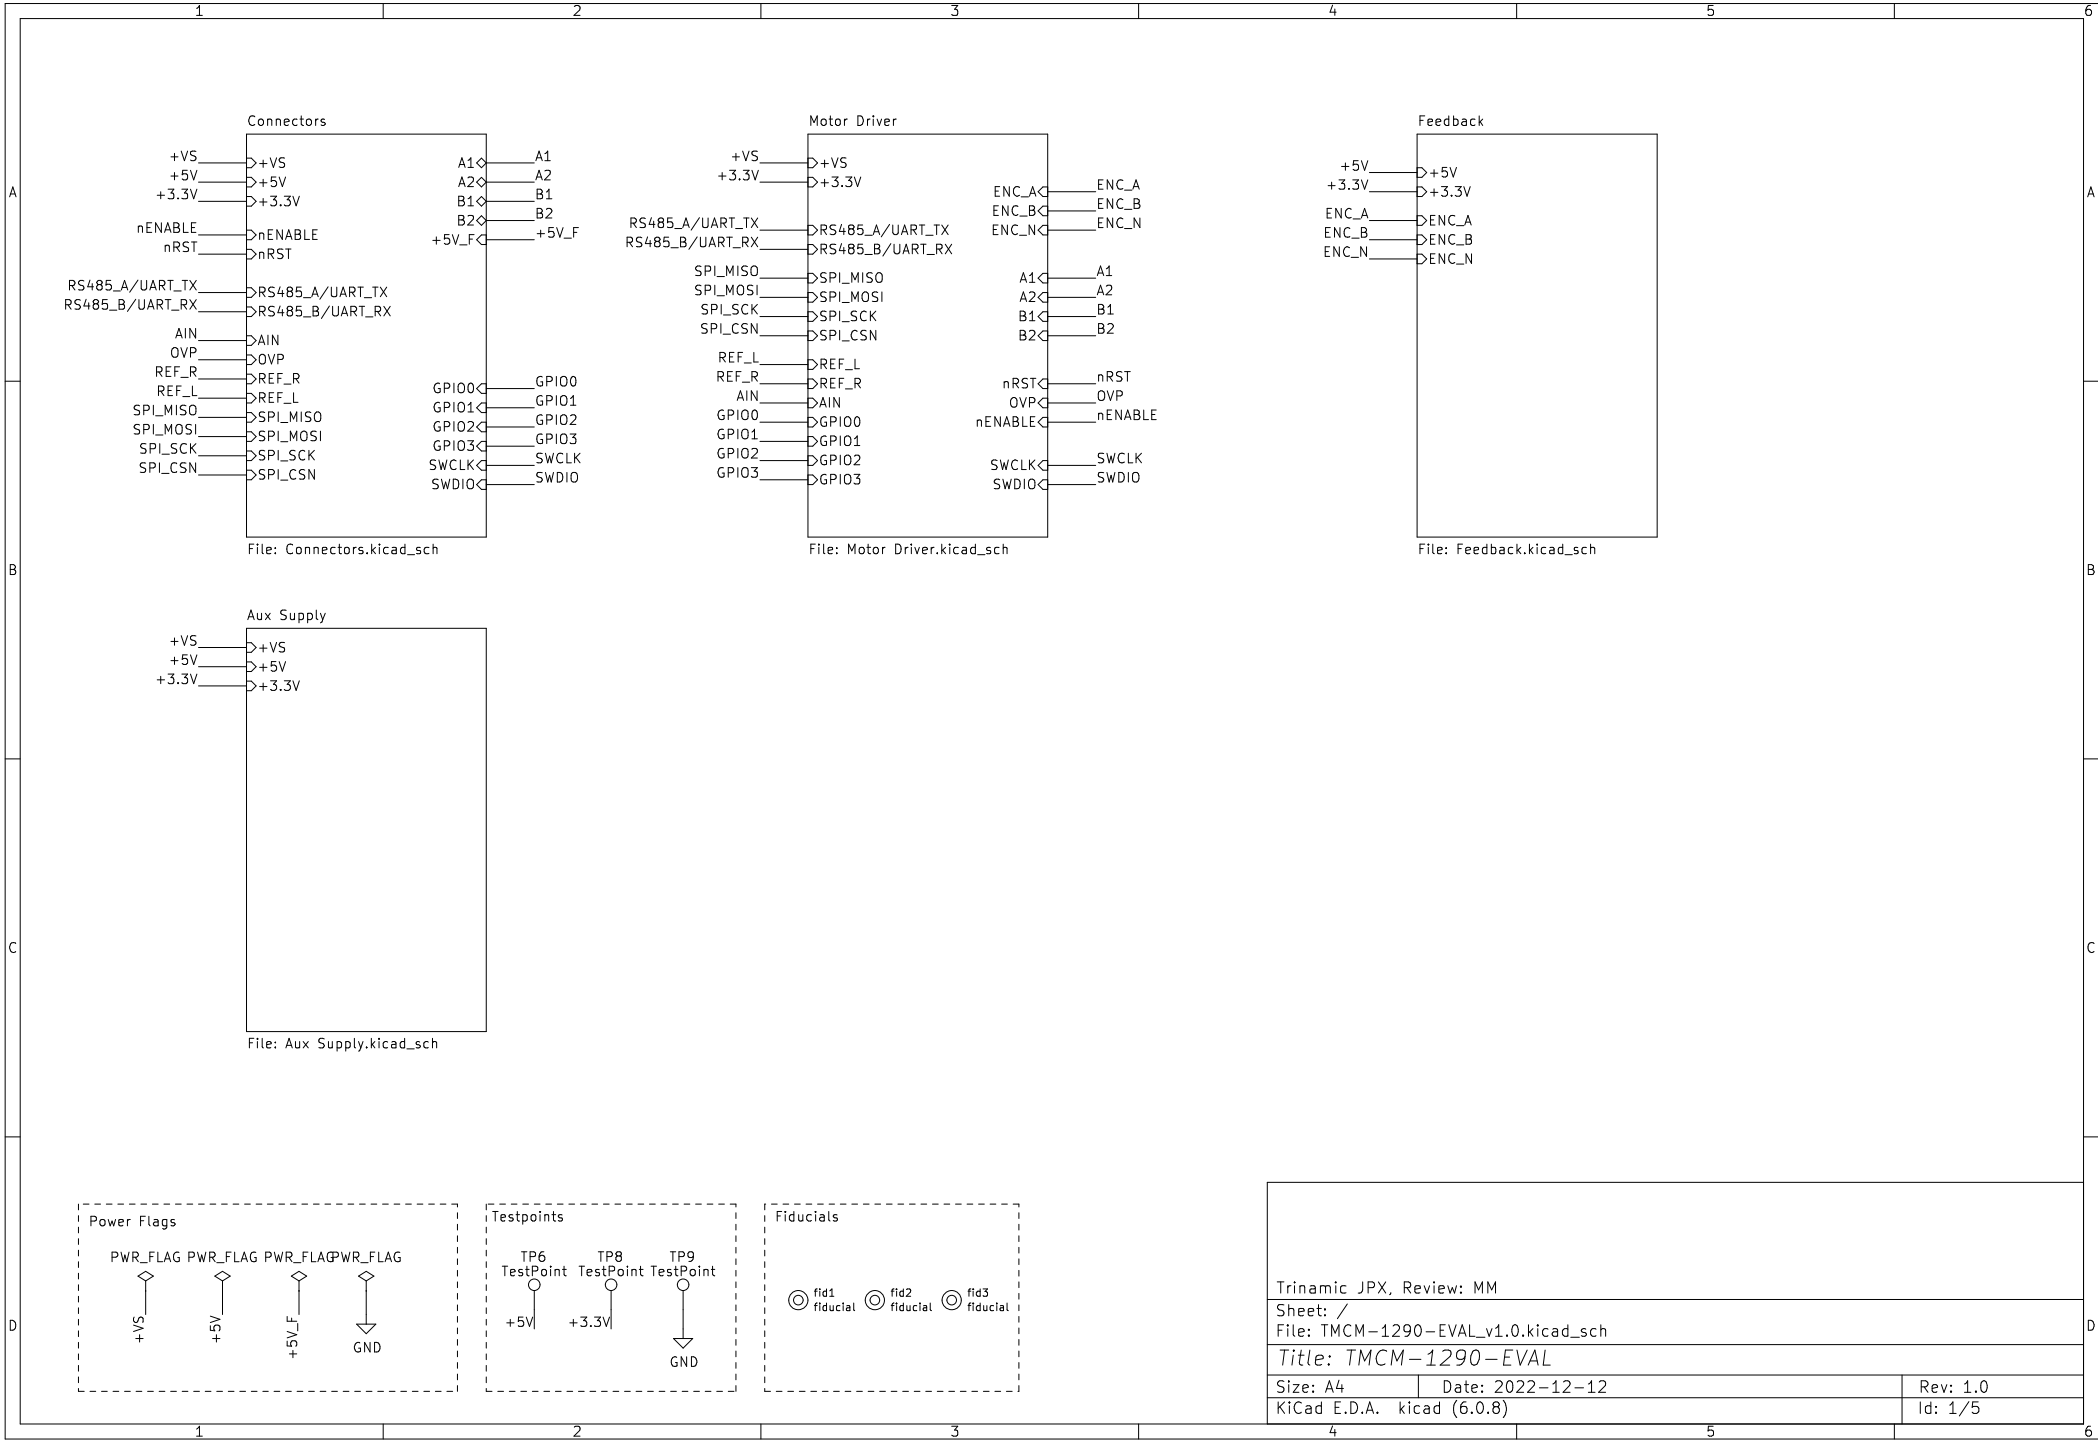 1 2 3 4 5 6
A A
B B
C C
D D
Connectors
+VS +VS
+5V +5V
+3.3V +3.3V
nENABLE nENABLE
nRST nRST
RS485_A/UART_TX RS485_A/UART_TX
RS485_B/UART_RX RS485_B/UART_RX
AIN AIN
OVP OVP
REF_R REF_R
REF_L REF_L
SPI_MISO SPI_MISO
SPI_MOSI SPI_MOSI
SPI_SCK SPI_SCK
SPI_CSN SPI_CSN
A1 A1
A2 A2
B1 B1
B2 B2
+5V_F +5V_F
GPIO0 GPIO0
GPIO1 GPIO1
GPIO2 GPIO2
GPIO3 GPIO3
SWCLK SWCLK
SWDIO SWDIO
File: Connectors.kicad_sch
Motor Driver
+VS +VS
+3.3V +3.3V
RS485_A/UART_TX RS485_A/UART_TX
RS485_B/UART_RX RS485_B/UART_RX
SPI_MISO SPI_MISO
SPI_MOSI SPI_MOSI
SPI_SCK SPI_SCK
SPI_CSN SPI_CSN
REF_L REF_L
REF_R REF_R
AIN AIN
GPIO0 GPIO0
GPIO1 GPIO1
GPIO2 GPIO2
GPIO3 GPIO3
ENC_A ENC_A
ENC_B ENC_B
ENC_N ENC_N
A1 A1
A2 A2
B1 B1
B2 B2
nRST nRST
OVP OVP
nENABLE nENABLE
SWCLK SWCLK
SWDIO SWDIO
File: Motor Driver.kicad_sch
Feedback
+5V +5V
+3.3V +3.3V
ENC_A ENC_A
ENC_B ENC_B
ENC_N ENC_N
File: Feedback.kicad_sch
Aux Supply
+VS +VS
+5V +5V
+3.3V +3.3V
File: Aux Supply.kicad_sch
Power Flags
PWR_FLAG PWR_FLAG PWR_FLAG PWR_FLAG
+VS +5V +5V_F GND
Testpoints
TP6 TP8 TP9
TestPoint TestPoint TestPoint
+5V +3.3V
GND
Fiducials
fid1 fid2 fid3
fiducial fiducial fiducial
Trinamic JPX, Review: MM
Sheet: /
File: TMCM-1290-EVAL_v1.0.kicad_sch
Title: TMCM-1290-EVAL
Size: A4 Date: 2022-12-12 Rev: 1.0
KiCad E.D.A. kicad (6.0.8) Id: 1/5
1 2 3 4 5 6